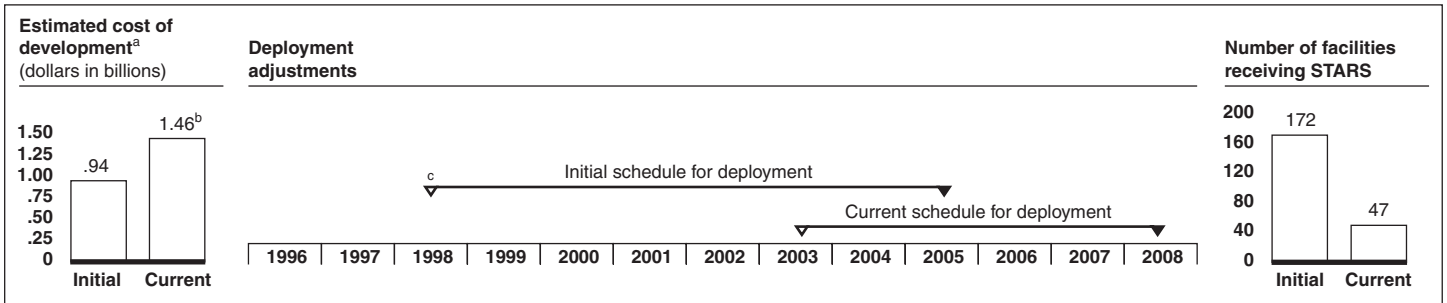 Estimated cost of
developmentᵃ
(dollars in billions)
1.50
1.25
1.00
.75
.50
.25
0
.94
1.46ᵇ
Initial Current
Deployment
adjustments
c
Initial schedule for deployment
Current schedule for deployment
1996 1997 1998 1999 2000 2001 2002 2003 2004 2005 2006 2007 2008
Number of facilities
receiving STARS
200
160
120
80
40
0
172
47
Initial Current